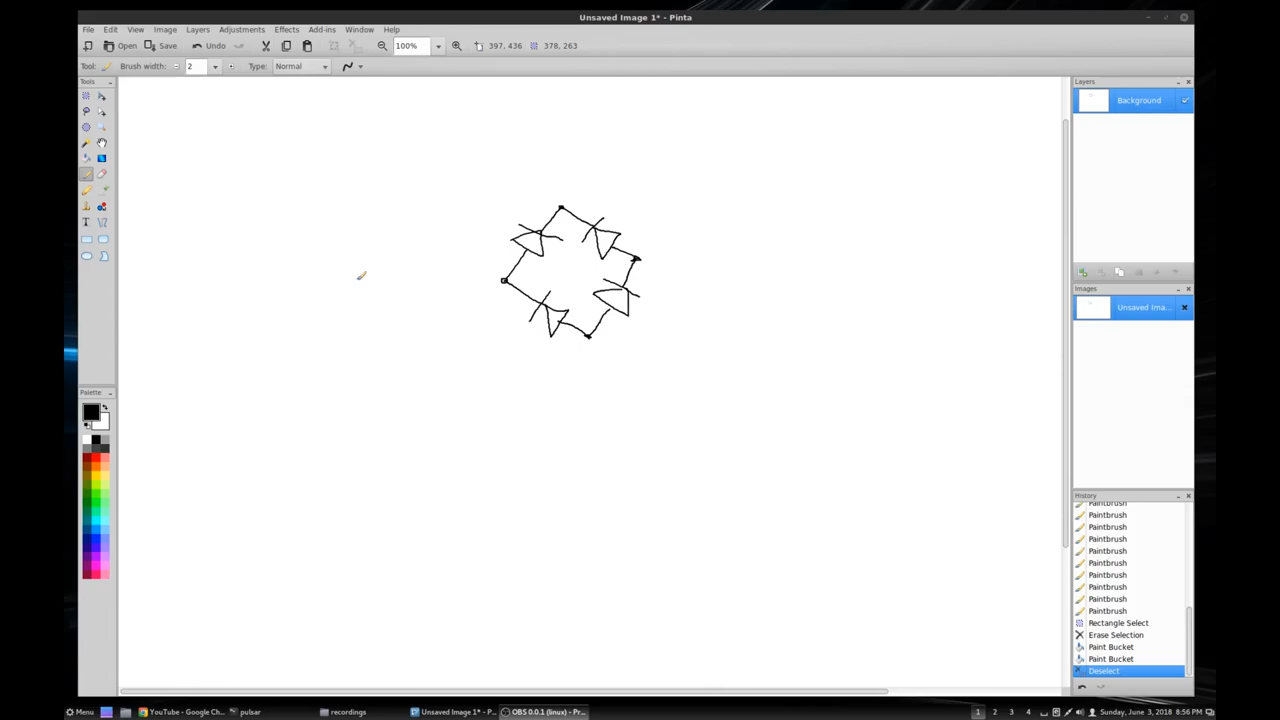 Unsaved Image 1* - Pinta
File Edit View Image Layers Adjustments Effects Add-ins Window Help
Open Save Undo 100% 397, 436 378, 263
Tool: Brush width: 2 Type: Normal
Tools
Layers
Background
Images
Unsaved Ima...
Palette
History
Paintbrush
Paintbrush
Paintbrush
Paintbrush
Paintbrush
Paintbrush
Paintbrush
Paintbrush
Paintbrush
Paintbrush
Rectangle Select
Erase Selection
Paint Bucket
Paint Bucket
Deselect
Menu YouTube - Google Ch... pulsar recordings Unsaved Image 1* - P... OBS 0.0.1 (linux) - Pr... 1 2 3 4 Sunday, June 3, 2018 8:56 PM